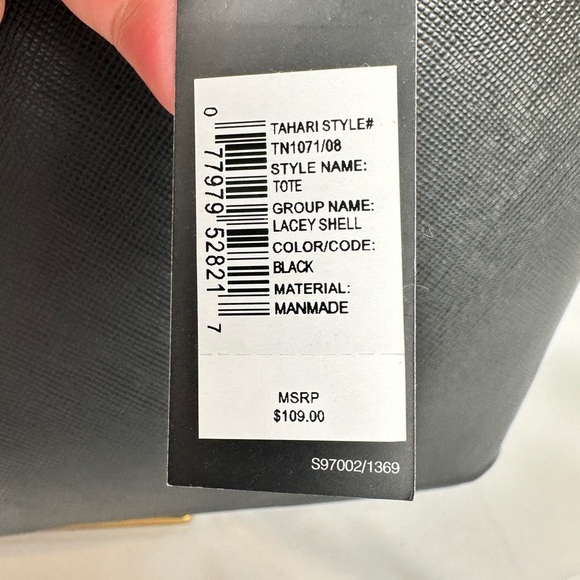 TAHARI STYLE#
TN1071/08
STYLE NAME:
TOTE
GROUP NAME:
LACEY SHELL
COLOR/CODE:
BLACK
MATERIAL:
MANMADE
0 77979 52821 7
MSRP
$109.00
S97002/1369